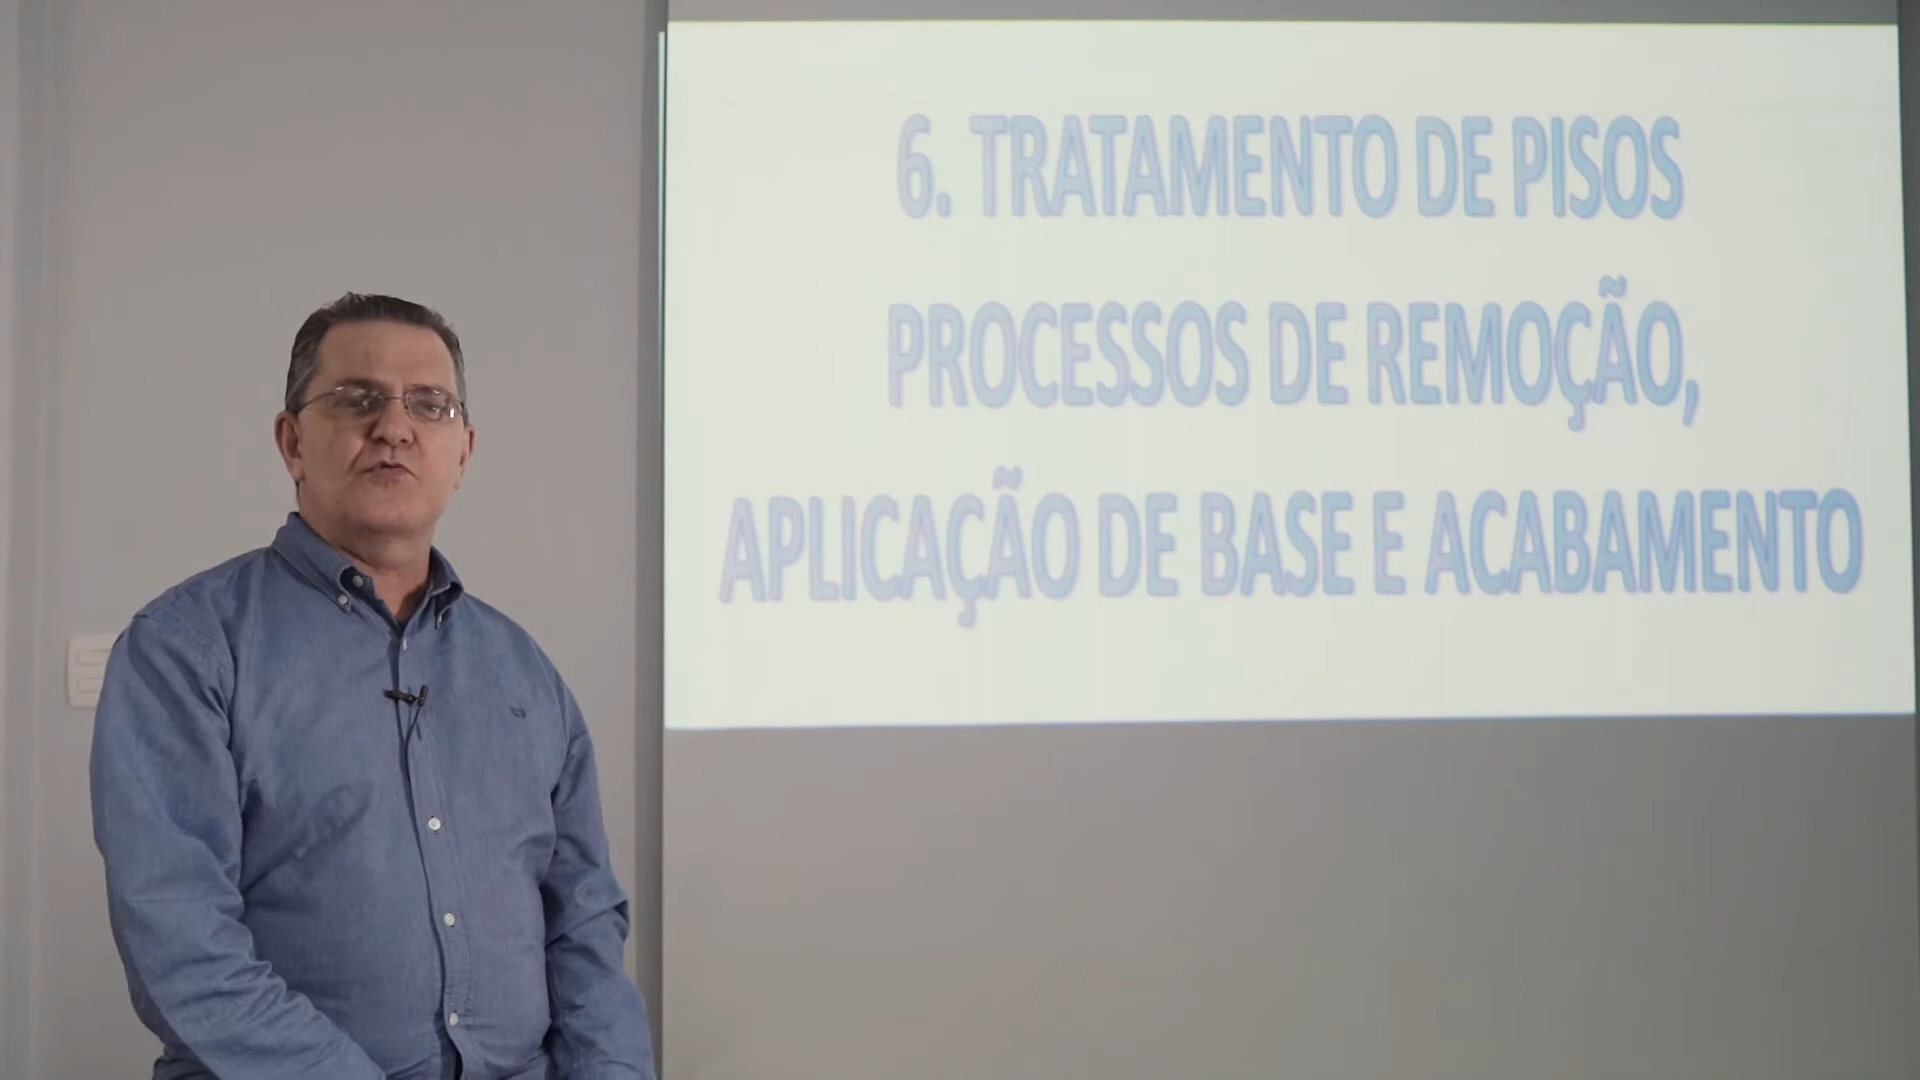 6. TRATAMENTO DE PISOS
PROCESSOS DE REMOÇÃO,
APLICAÇÃO DE BASE E ACABAMENTO